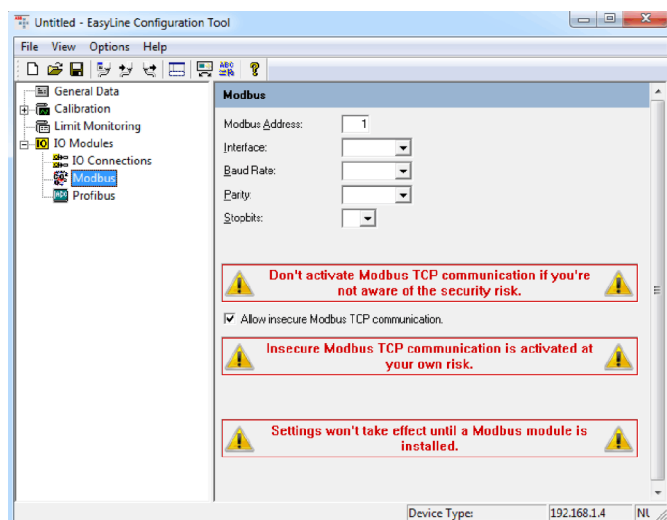 Untitled - EasyLine Configuration Tool
File View Options Help
General Data
Calibration
Limit Monitoring
IO Modules
IO Connections
Modbus
Profibus
Modbus
Modbus Address: 1
Interface:
Baud Rate:
Parity:
Stopbits:
Don't activate Modbus TCP communication if you're
not aware of the security risk.
Allow insecure Modbus TCP communication.
Insecure Modbus TCP communication is activated at
your own risk.
Settings won't take effect until a Modbus module is
installed.
Device Type: 192.168.1.4